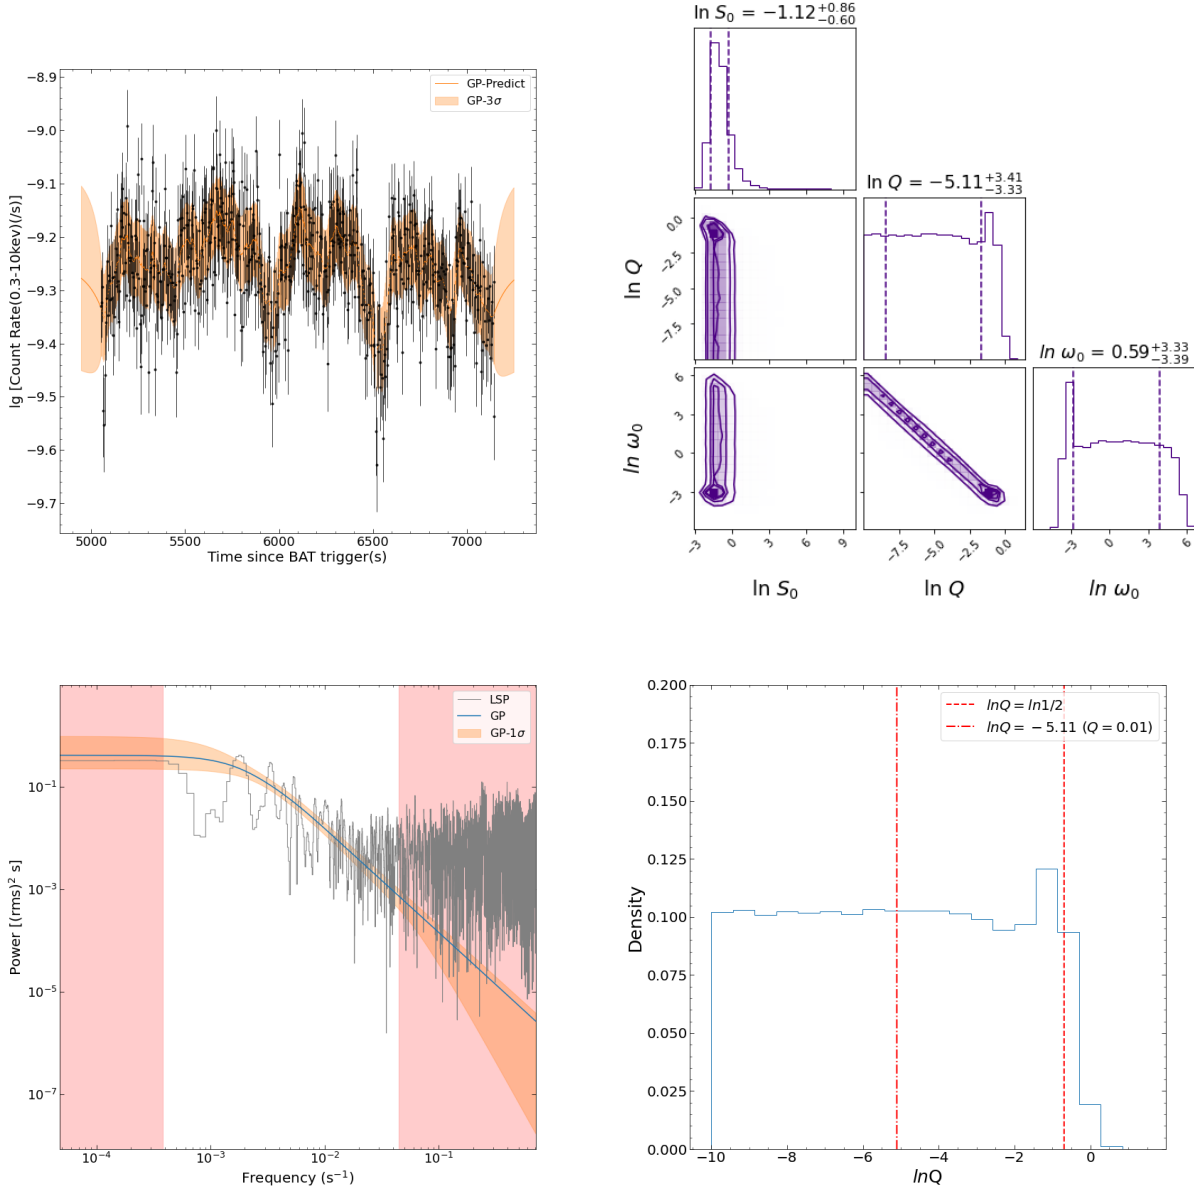 −8.9
−9.0
−9.1
−9.2
−9.3
−9.4
−9.5
−9.6
−9.7
lg [Count Rate(0.3-10kev)(/s)]
GP-Predict
GP-3σ
5000
5500
6000
6500
7000
Time since BAT trigger(s)
ln S₀ = −1.12 +0.86 −0.60
ln Q = −5.11 +3.41 −3.33
ln ω₀ = 0.59 +3.33 −3.39
0.0
−2.5
−5.0
−7.5
ln Q
6
3
0
−3
ln ω₀
−3
0
3
6
9
−7.5
−5.0
−2.5
0.0
−3
0
3
6
ln S₀
ln Q
ln ω₀
10⁻¹
10⁻³
10⁻⁵
10⁻⁷
Power [(rms)² s]
LSP
GP
GP-1σ
10⁻⁴
10⁻³
10⁻²
10⁻¹
Frequency (s⁻¹)
0.200
0.175
0.150
0.125
0.100
0.075
0.050
0.025
0.000
Density
lnQ = ln1/2
lnQ = −5.11 (Q = 0.01)
−10
−8
−6
−4
−2
0
lnQ